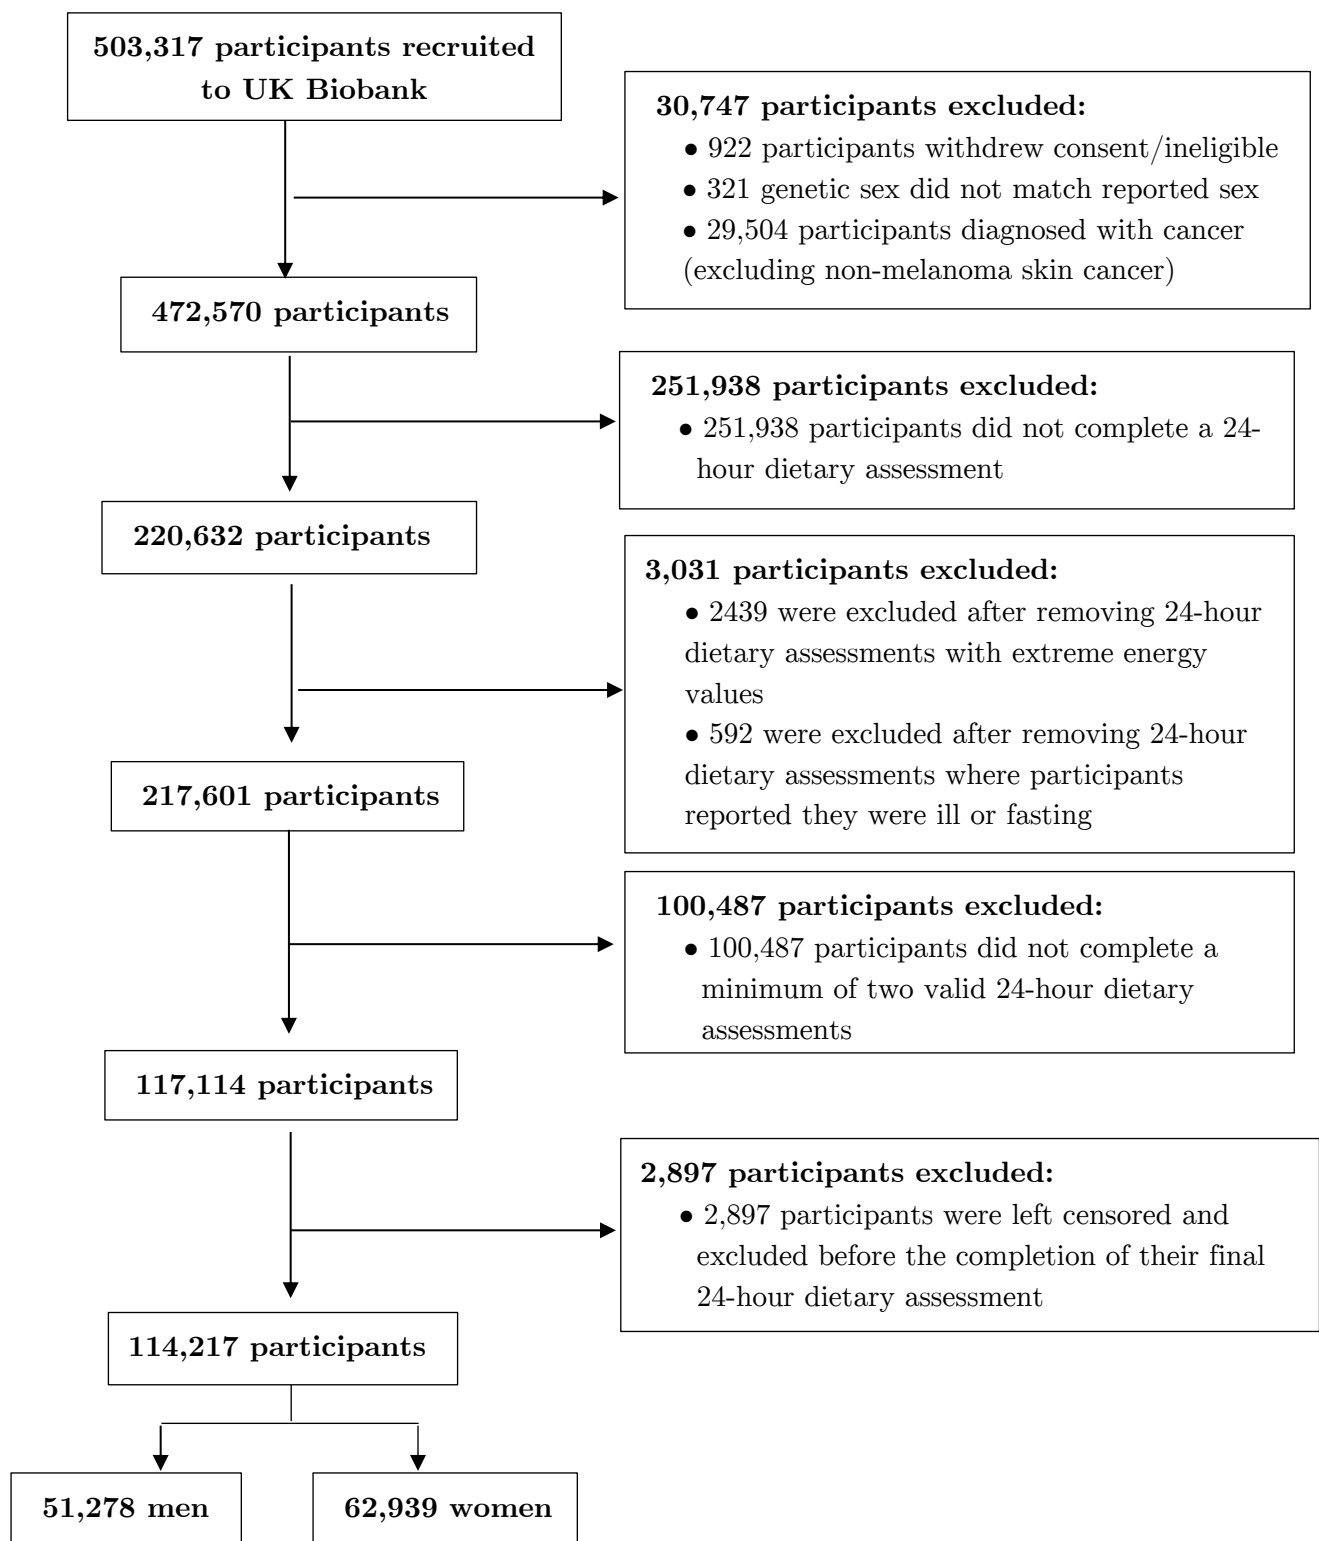 503,317 participants recruited
to UK Biobank
30,747 participants excluded:
• 922 participants withdrew consent/ineligible
• 321 genetic sex did not match reported sex
• 29,504 participants diagnosed with cancer
(excluding non-melanoma skin cancer)
472,570 participants
251,938 participants excluded:
• 251,938 participants did not complete a 24-
hour dietary assessment
220,632 participants
3,031 participants excluded:
• 2439 were excluded after removing 24-hour
dietary assessments with extreme energy
values
• 592 were excluded after removing 24-hour
dietary assessments where participants
reported they were ill or fasting
217,601 participants
100,487 participants excluded:
• 100,487 participants did not complete a
minimum of two valid 24-hour dietary
assessments
117,114 participants
2,897 participants excluded:
• 2,897 participants were left censored and
excluded before the completion of their final
24-hour dietary assessment
114,217 participants
51,278 men
62,939 women